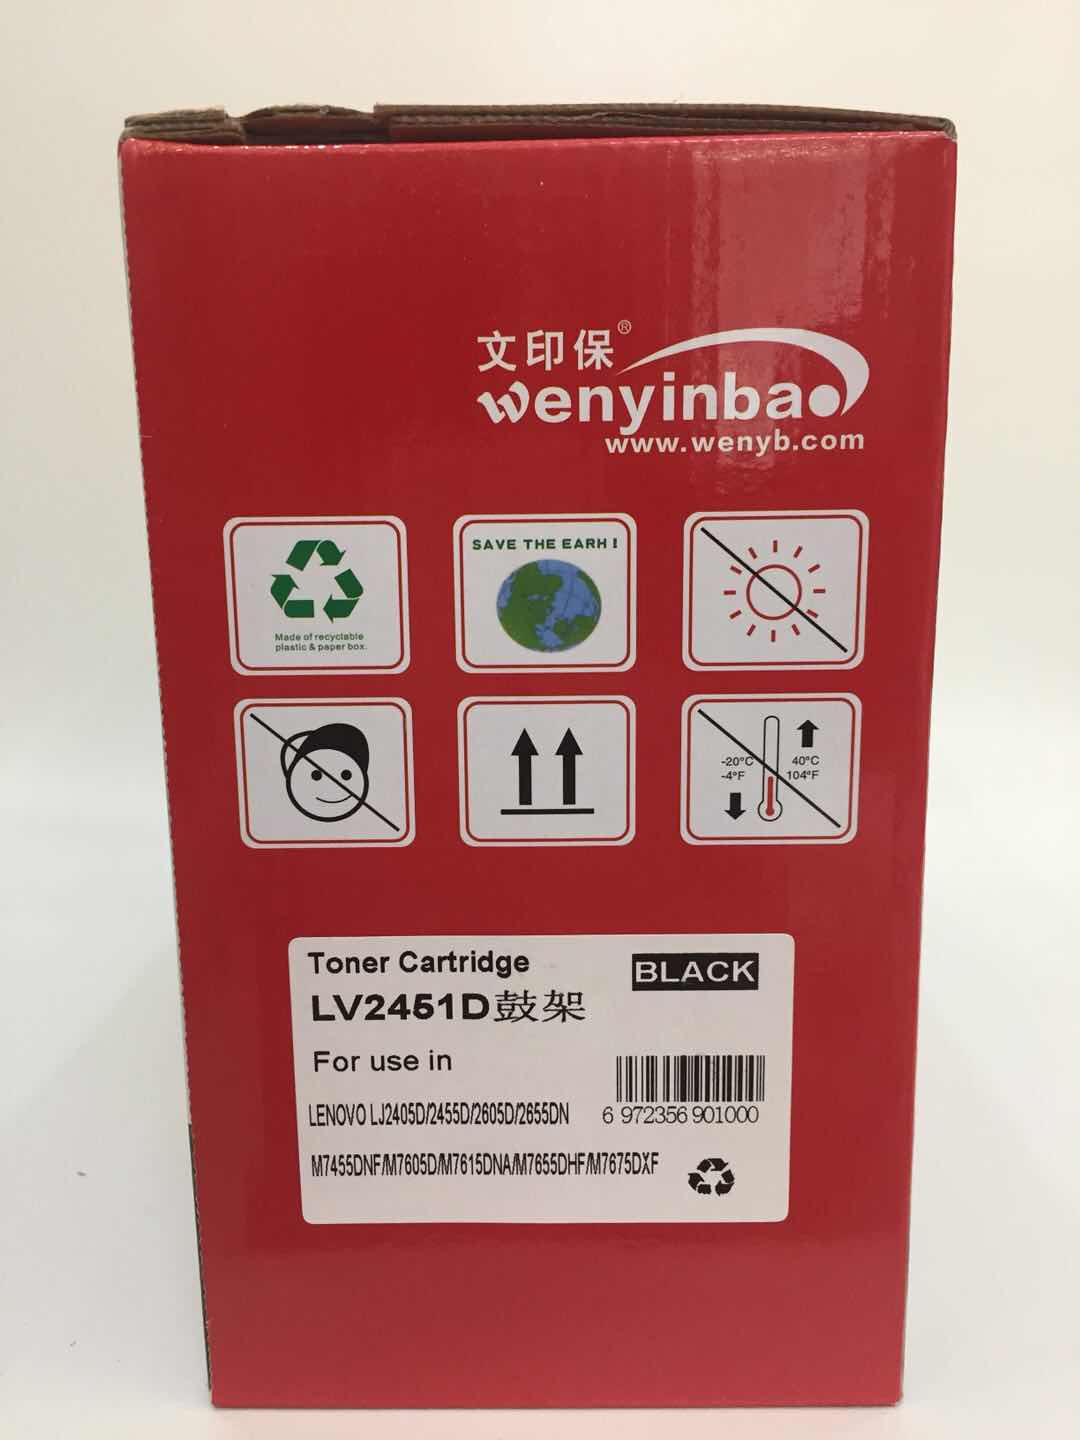 文印保®
wenyinbao
www.wenyb.com
Made of recyclable
plastic & paper box.
SAVE THE EARH !
-20°C
-4°F
40°C
104°F
Toner Cartridge
BLACK
LV2451D鼓架
For use in
LENOVO LJ2405D/2455D/2605D/2655DN
6 972356 901000
M7455DNF/M7605D/M7615DNA/M7655DHF/M7675DXF